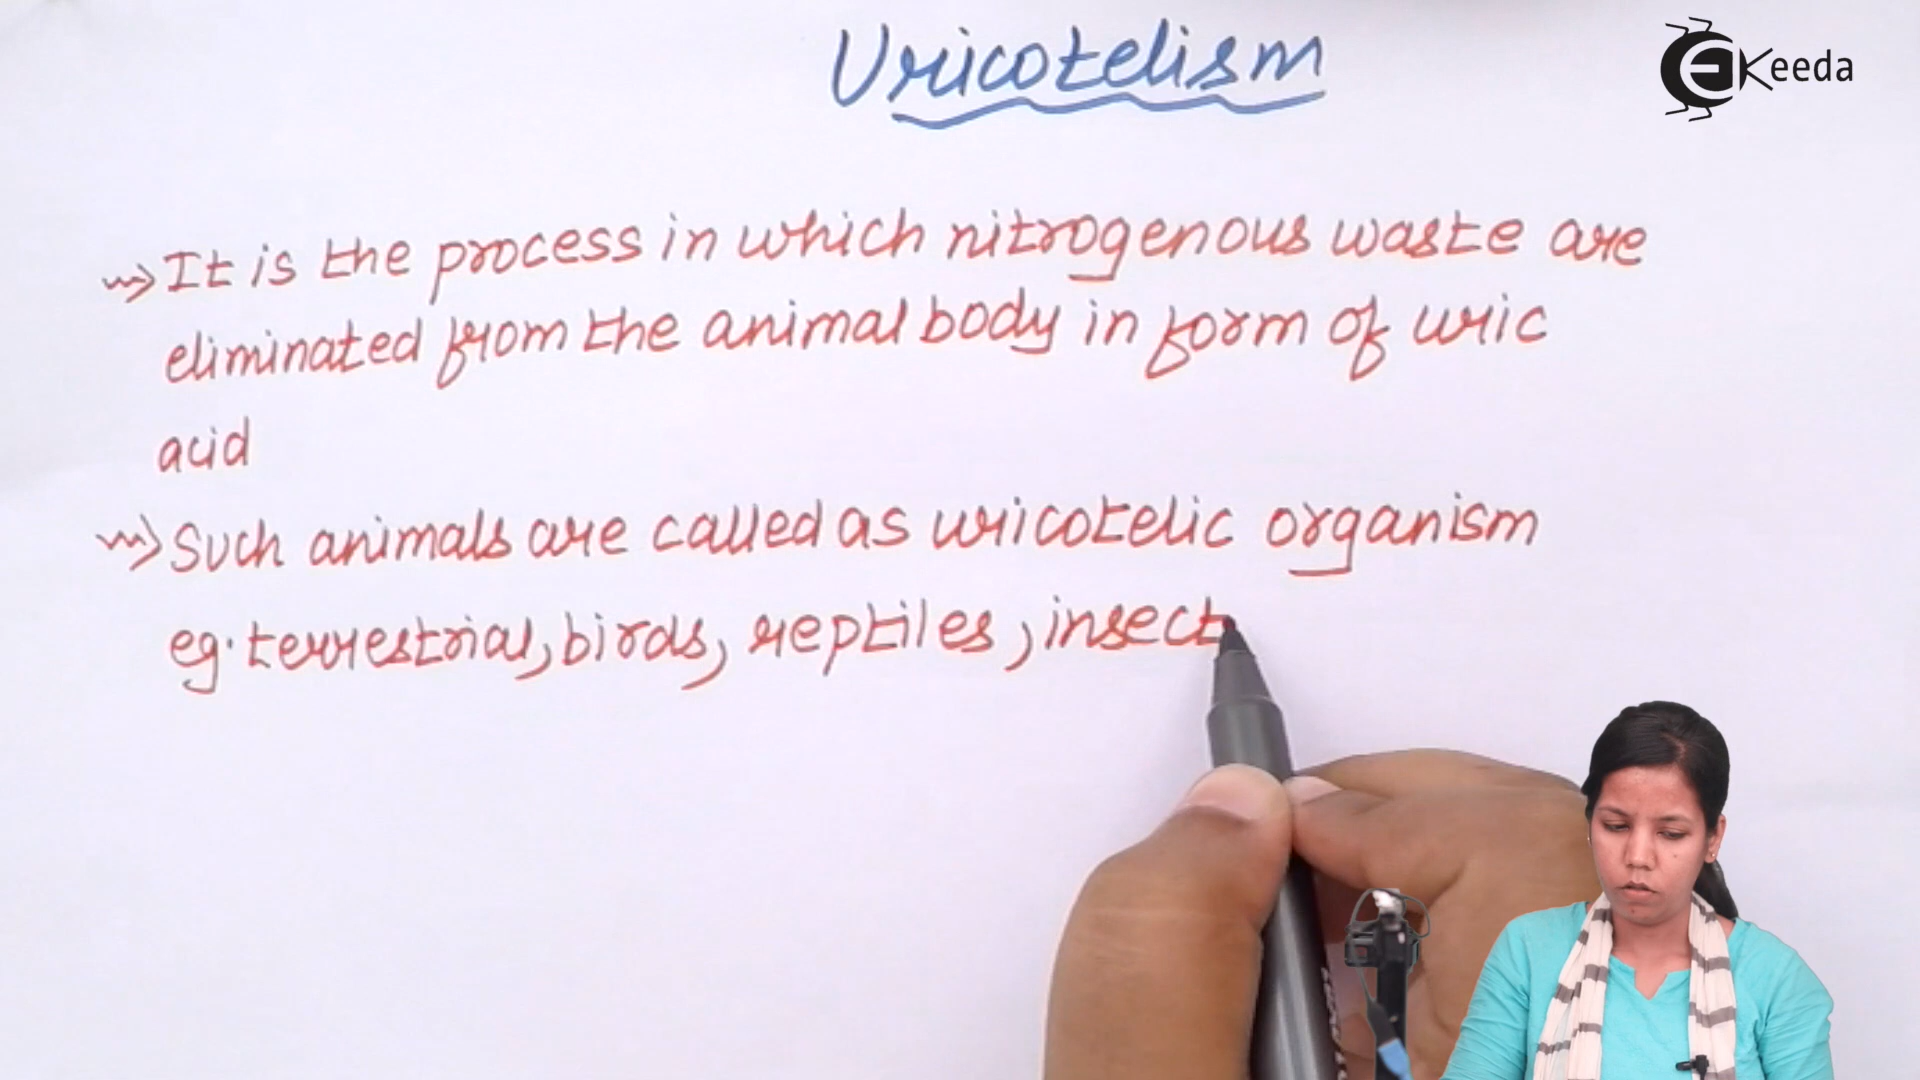 Uricotelism
EKeeda
It is the process in which nitrogenous waste are
eliminated from the animal body in form of uric
acid
Such animals are called as uricotelic organism
eg. terrestrial, birds, reptiles, insect